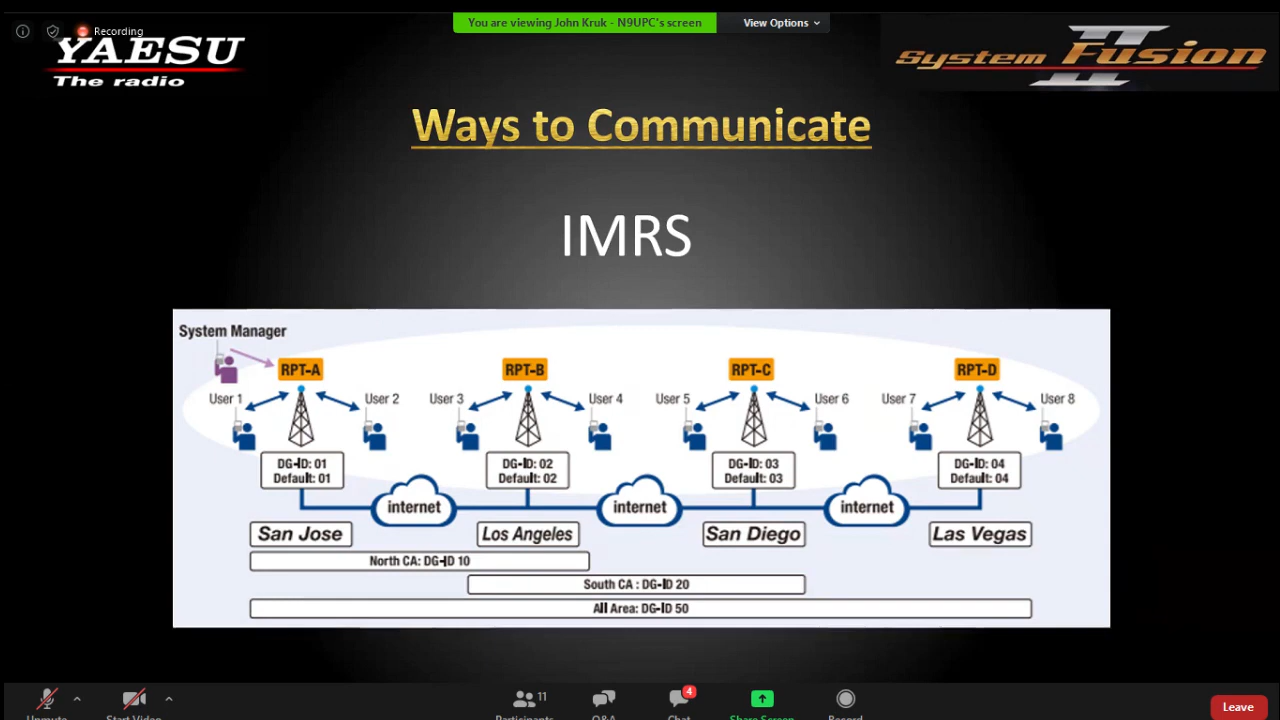 You are viewing John Kruk - N9UPC's screen
View Options
Recording
YAESU
The radio
System Fusion II
Ways to Communicate
IMRS
System Manager
RPT-A
RPT-B
RPT-C
RPT-D
User 1
User 2
User 3
User 4
User 5
User 6
User 7
User 8
DG-ID: 01
Default: 01
DG-ID: 02
Default: 02
DG-ID: 03
Default: 03
DG-ID: 04
Default: 04
internet
internet
internet
San Jose
Los Angeles
San Diego
Las Vegas
North CA: DG-ID 10
South CA : DG-ID 20
All Area: DG-ID 50
11
4
Unmute
Start Video
Participants
Q&A
Chat
Share Screen
Record
Leave